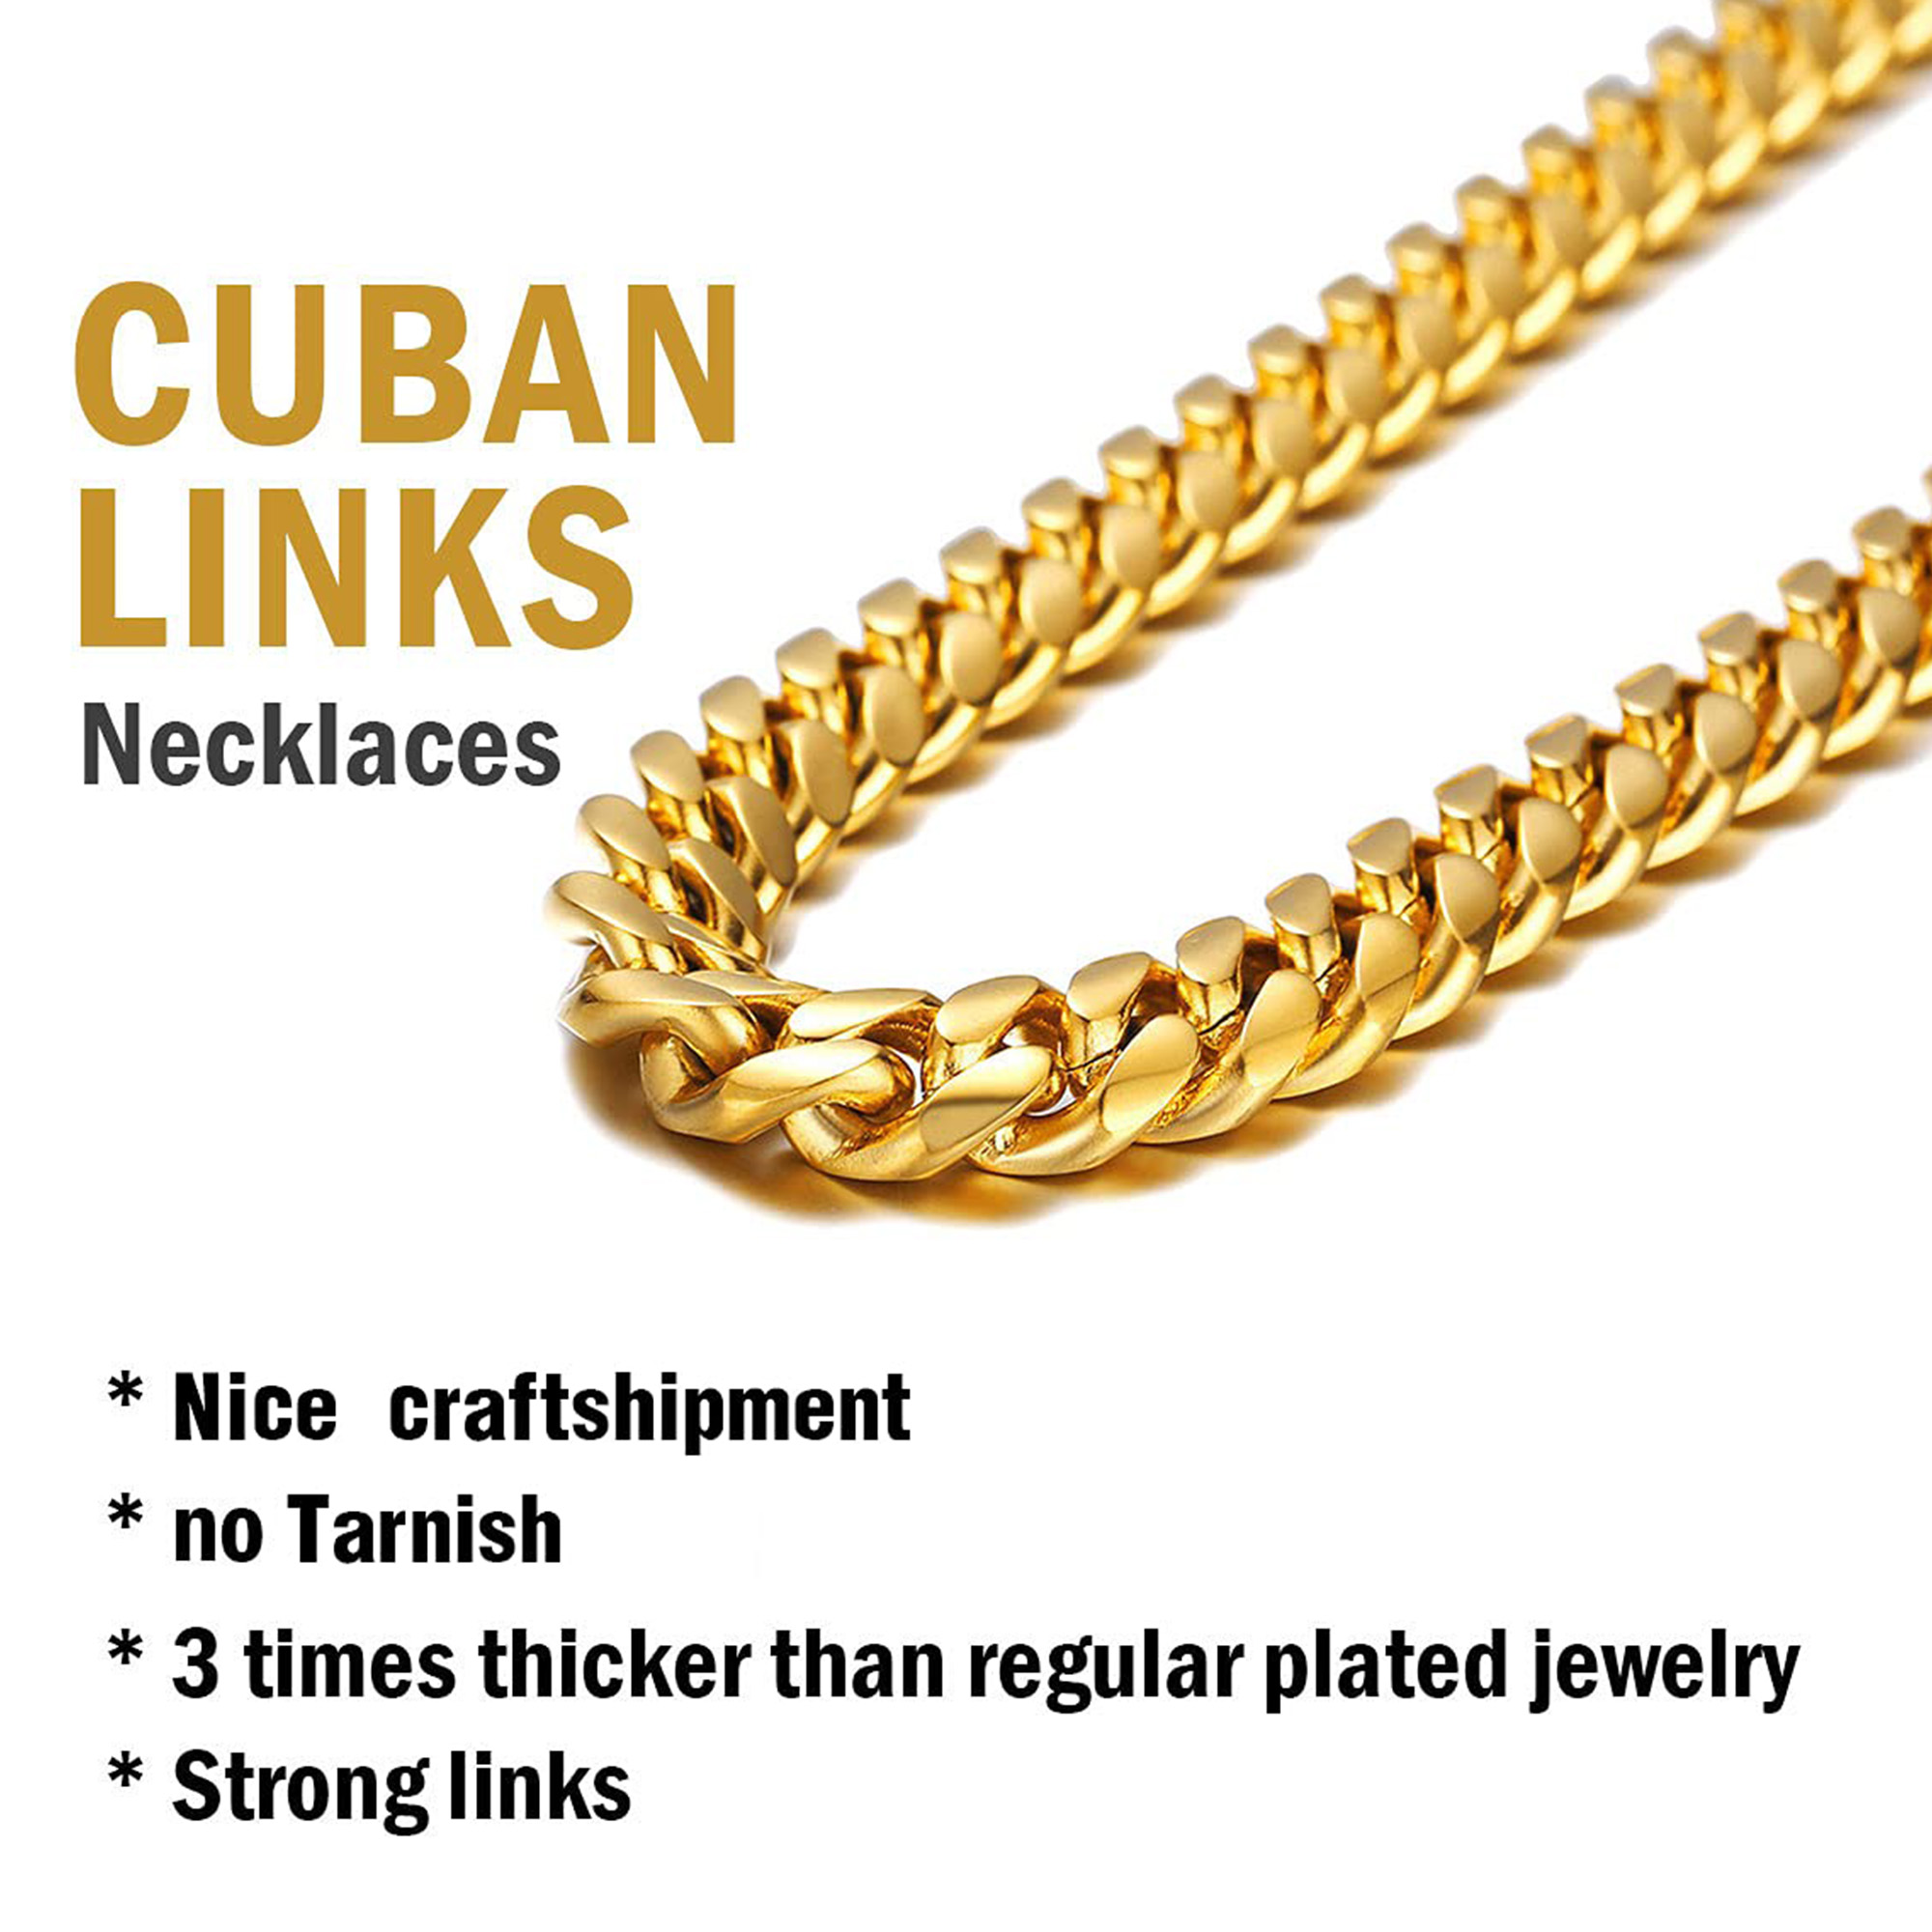 CUBAN
LINKS
Necklaces
* Nice craftshipment
* no Tarnish
* 3 times thicker than regular plated jewelry
* Strong links